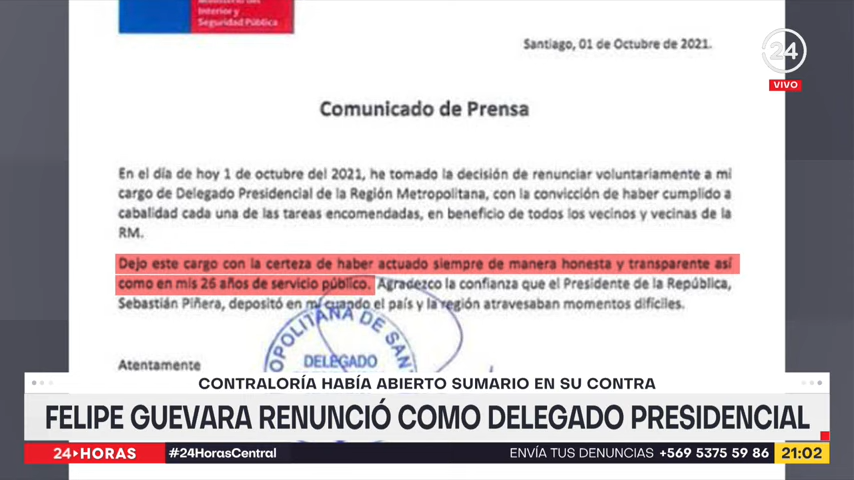 Interior y
Seguridad Pública
Santiago, 01 de Octubre de 2021.
24
VIVO
Comunicado de Prensa
En el día de hoy 1 de octubre del 2021, he tomado la decisión de renunciar voluntariamente a mi
cargo de Delegado Presidencial de la Región Metropolitana, con la convicción de haber cumplido a
cabalidad cada una de las tareas encomendadas, en beneficio de todos los vecinos y vecinas de la
RM.
Dejo este cargo con la certeza de haber actuado siempre de manera honesta y transparente así
como en mis 26 años de servicio público. Agradezco la confianza que el Presidente de la República,
Sebastián Piñera, depositó en mí cuando el país y la región atravesaban momentos difíciles.
OPOLITANA DE SAN
DELEGADO
Atentamente
CONTRALORÍA HABÍA ABIERTO SUMARIO EN SU CONTRA
FELIPE GUEVARA RENUNCIÓ COMO DELEGADO PRESIDENCIAL
24 HORAS
#24HorasCentral
ENVÍA TUS DENUNCIAS +569 5375 59 86
21:02